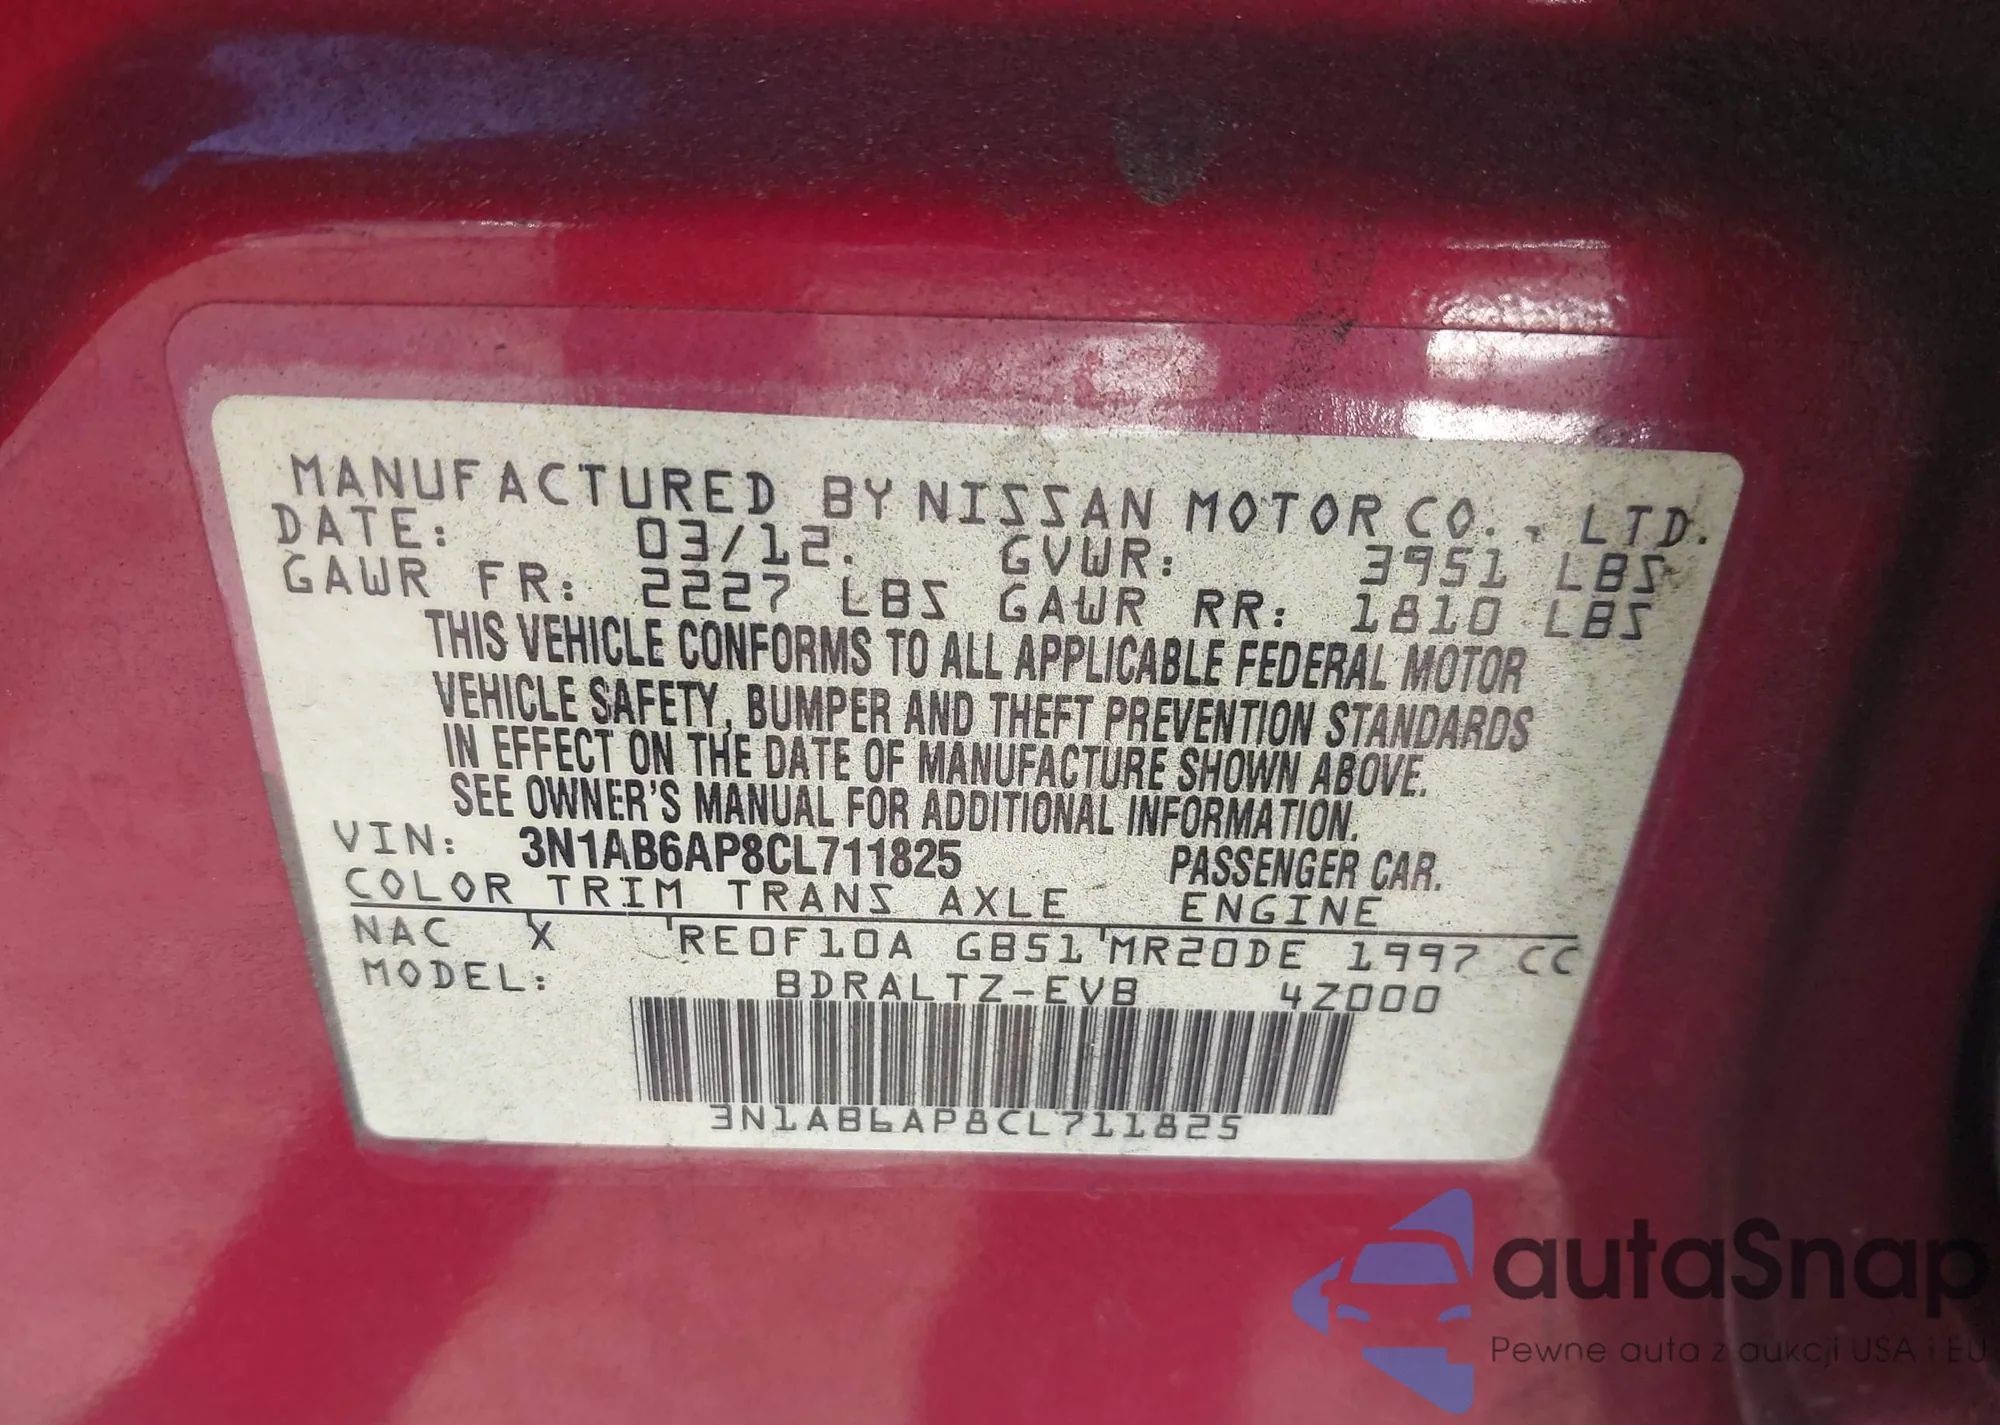 MANUFACTURED BY NISSAN MOTOR CO., LTD.
DATE: 03/12. GVWR: 3951 LBS
GAWR FR: 2227 LBS GAWR RR: 1810 LBS
THIS VEHICLE CONFORMS TO ALL APPLICABLE FEDERAL MOTOR
VEHICLE SAFETY, BUMPER AND THEFT PREVENTION STANDARDS
IN EFFECT ON THE DATE OF MANUFACTURE SHOWN ABOVE.
SEE OWNER'S MANUAL FOR ADDITIONAL INFORMATION.
VIN: 3N1AB6AP8CL711825 PASSENGER CAR.
COLOR TRIM TRANS AXLE ENGINE
NAC X RE0F10A GB51 MR20DE 1997 CC
MODEL: BDRALTZ-EVB 4Z000
3N1AB6AP8CL711825
autaSnap
Pewne auta z aukcji USA i EU